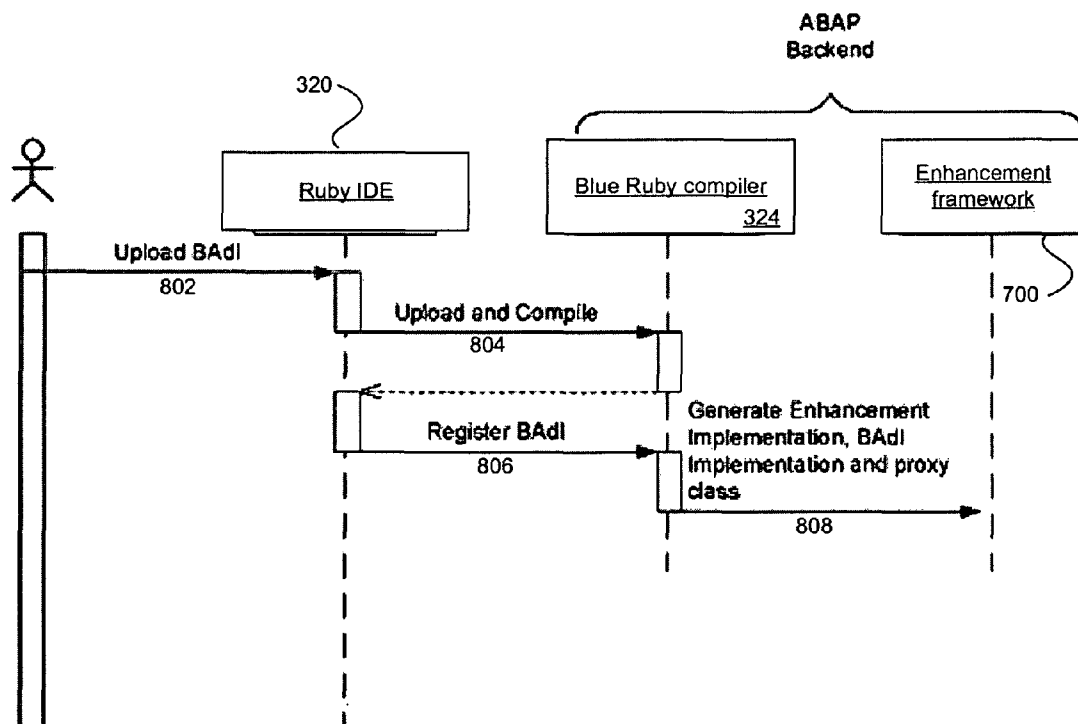 ABAP
Backend
320
Ruby IDE
Blue Ruby compiler
324
Enhancement
framework
700
Upload BAdI
802
Upload and Compile
804
Register BAdI
806
Generate Enhancement
Implementation, BAdI
Implementation and proxy
class
808